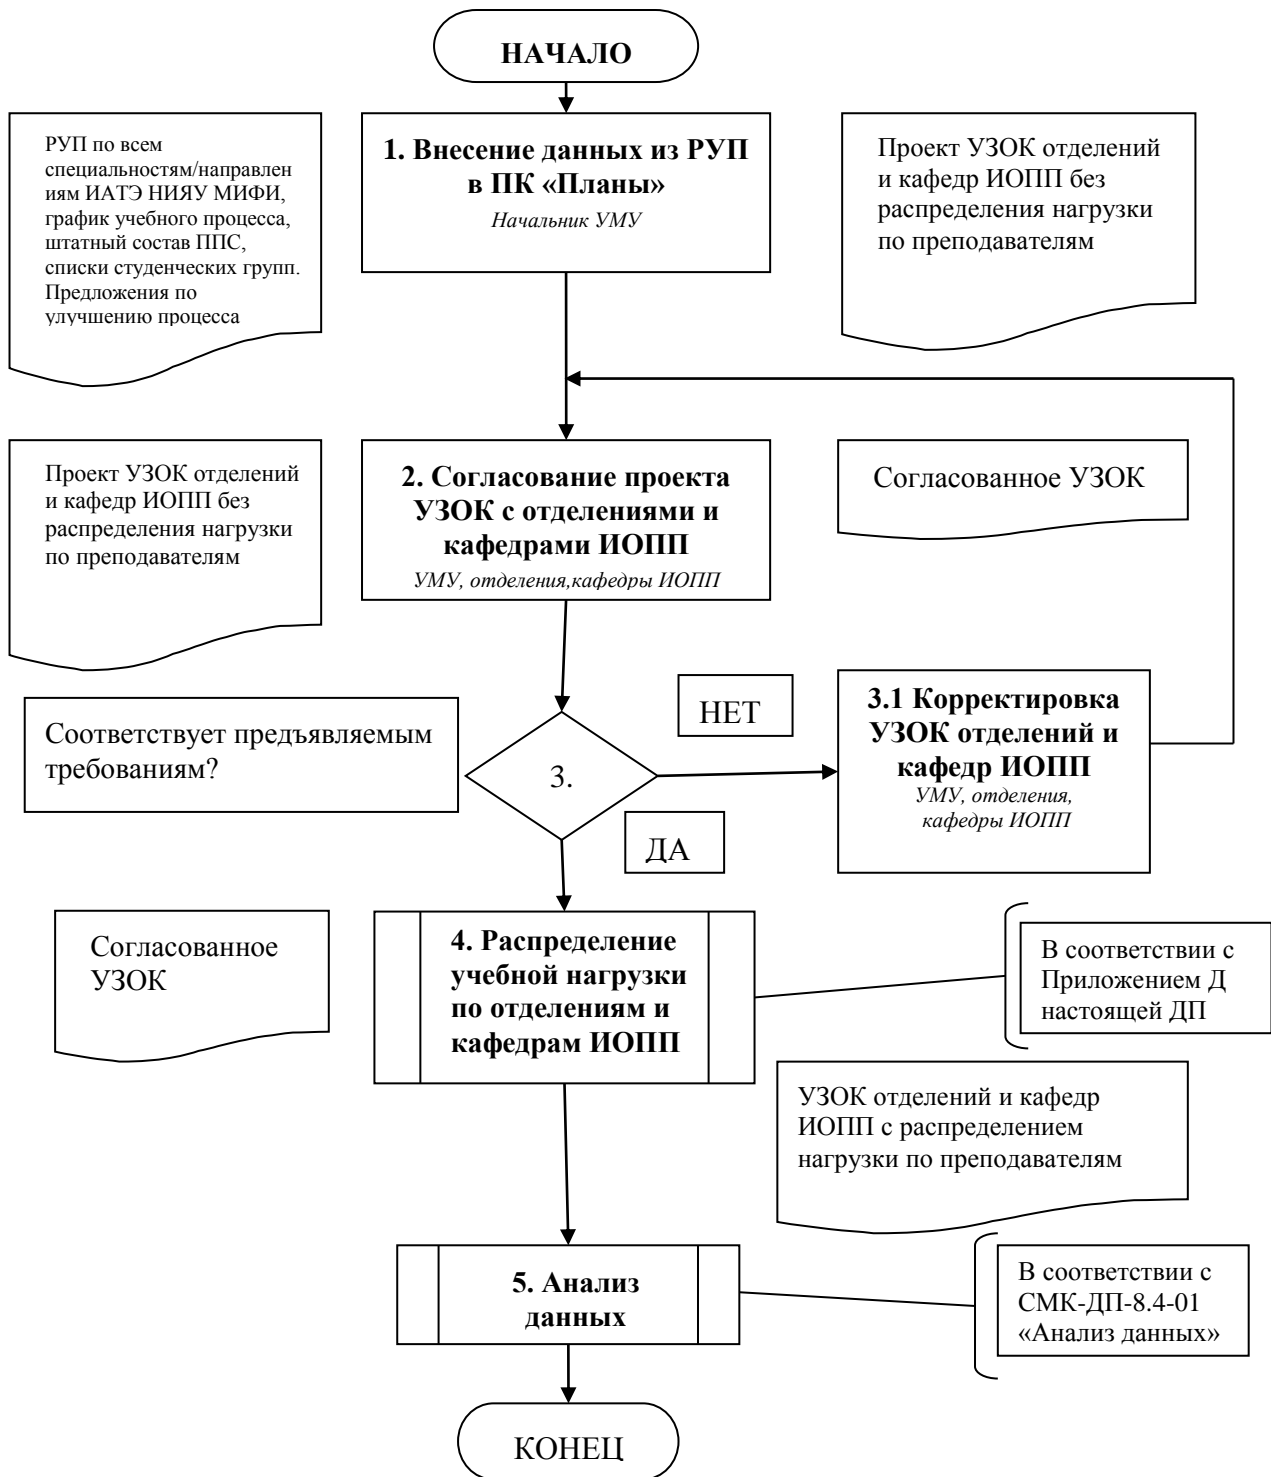 НАЧАЛО
РУП по всем
специальностям/направлен
иям ИАТЭ НИЯУ МИФИ,
график учебного процесса,
штатный состав ППС,
списки студенческих групп.
Предложения по
улучшению процесса
1. Внесение данных из РУП
в ПК «Планы»
Начальник УМУ
Проект УЗОК отделений
и кафедр ИОПП без
распределения нагрузки
по преподавателям
Проект УЗОК отделений
и кафедр ИОПП без
распределения нагрузки
по преподавателям
2. Согласование проекта
УЗОК с отделениями и
кафедрами ИОПП
УМУ, отделения,кафедры ИОПП
Согласованное УЗОК
Соответствует предъявляемым
требованиям?
3.
НЕТ
ДА
3.1 Корректировка
УЗОК отделений и
кафедр ИОПП
УМУ, отделения,
кафедры ИОПП
Согласованное
УЗОК
4. Распределение
учебной нагрузки
по отделениям и
кафедрам ИОПП
В соответствии с
Приложением Д
настоящей ДП
УЗОК отделений и кафедр
ИОПП с распределением
нагрузки по преподавателям
5. Анализ
данных
В соответствии с
СМК-ДП-8.4-01
«Анализ данных»
КОНЕЦ